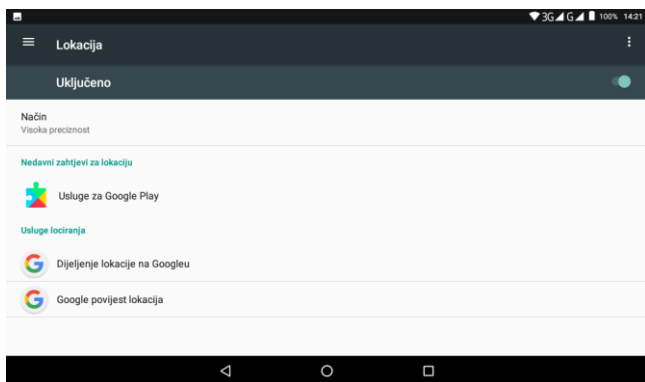 3G G 100% 14:21
Lokacija
Uključeno
Način
Visoka preciznost
Nedavni zahtjevi za lokaciju
Usluge za Google Play
Usluge lociranja
Dijeljenje lokacije na Googleu
Google povijest lokacija